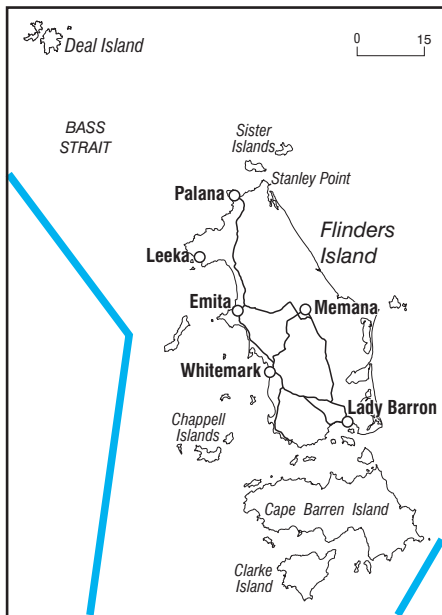 Deal Island
0 15
BASS
STRAIT
Sister
Islands
Stanley Point
Palana
Flinders
Island
Leeka
Emita
Memana
Whitemark
Lady Barron
Chappell
Islands
Cape Barren Island
Clarke
Island